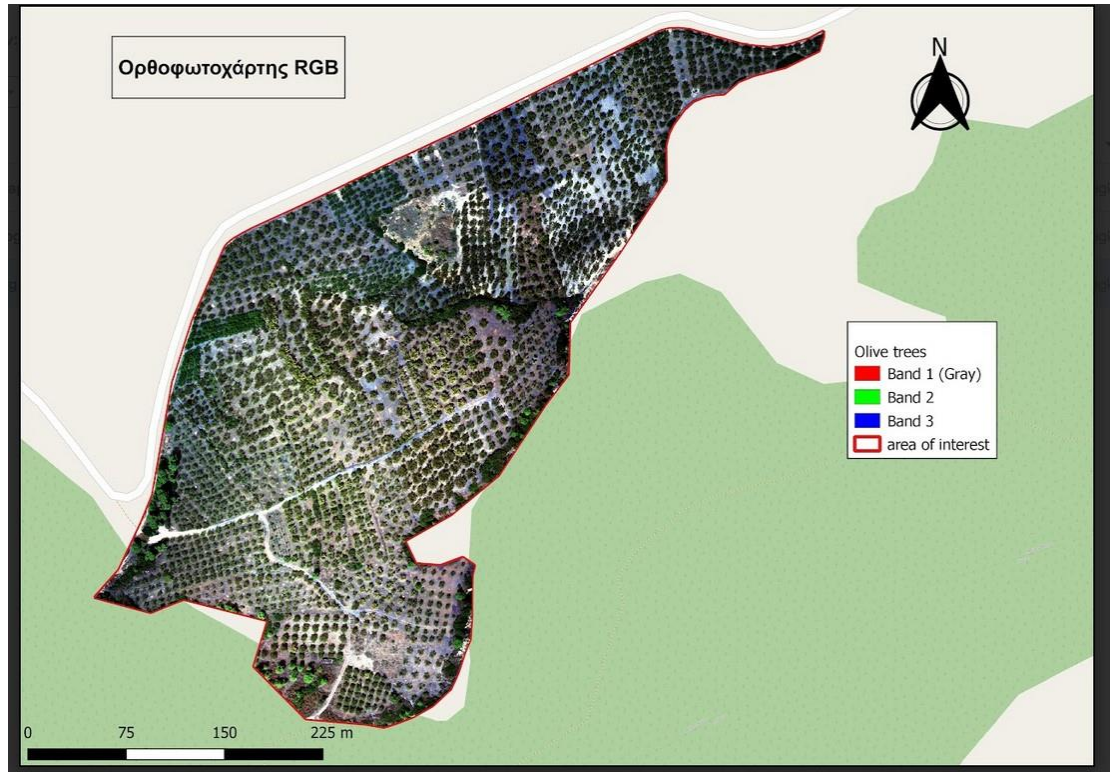 Ορθοφωτοχάρτης RGB
N
Olive trees
Band 1 (Gray)
Band 2
Band 3
area of interest
0 75 150 225 m